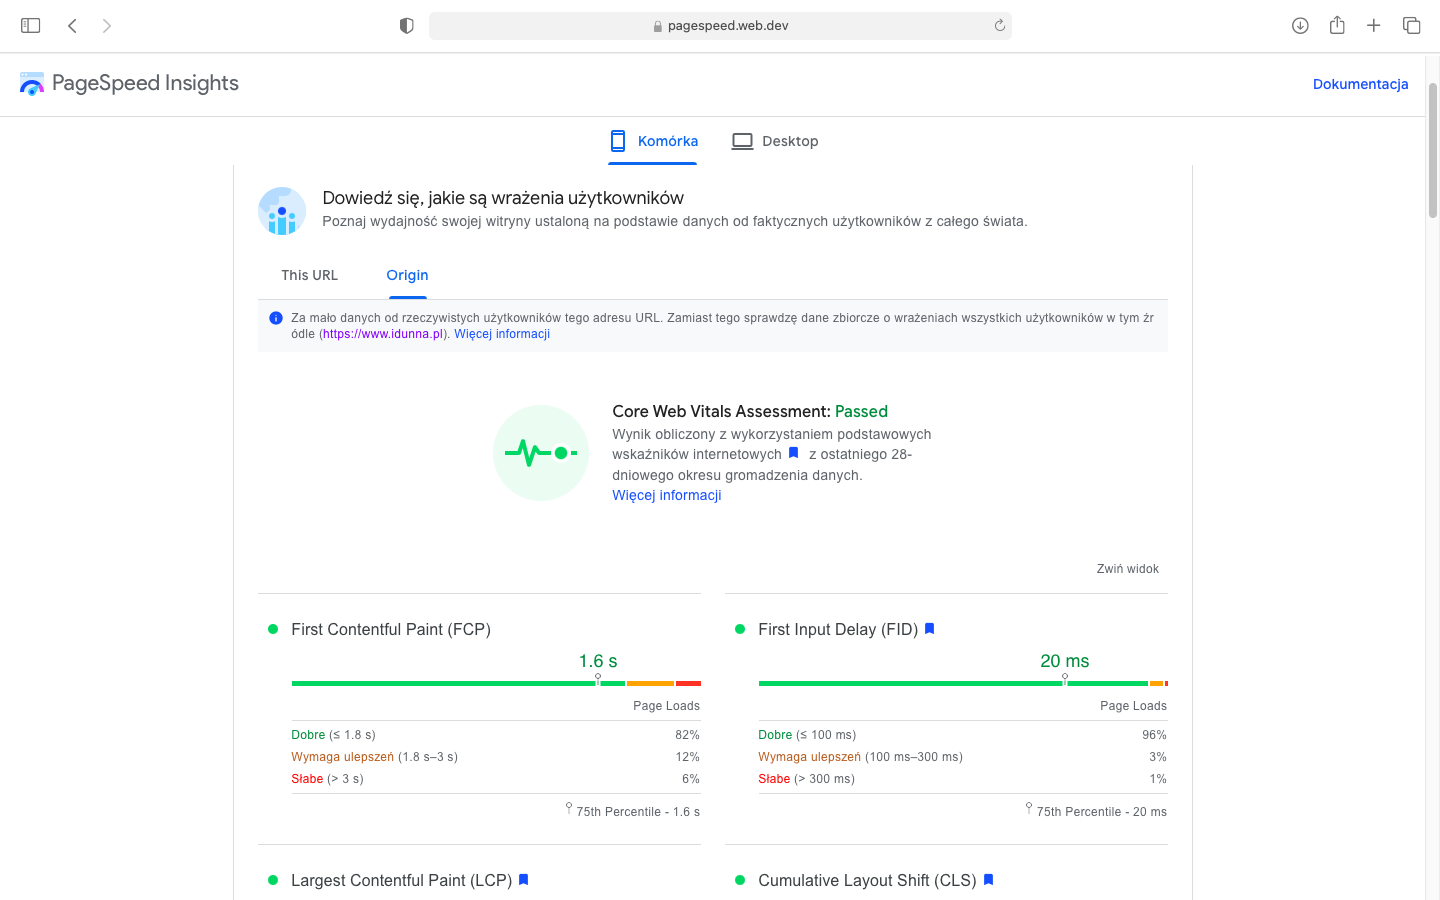 pagespeed.web.dev
PageSpeed Insights
Dokumentacja
Komórka
Desktop
Dowiedź się, jakie są wrażenia użytkowników
Poznaj wydajność swojej witryny ustaloną na podstawie danych od faktycznych użytkowników z całego świata.
This URL
Origin
Za mało danych od rzeczywistych użytkowników tego adresu URL. Zamiast tego sprawdzę dane zbiorcze o wrażeniach wszystkich użytkowników w tym źr
ódle (https://www.idunna.pl). Więcej informacji
Core Web Vitals Assessment: Passed
Wynik obliczony z wykorzystaniem podstawowych
wskaźników internetowych z ostatniego 28-
dniowego okresu gromadzenia danych.
Więcej informacji
Zwiń widok
First Contentful Paint (FCP)
1.6 s
Page Loads
Dobre (≤ 1.8 s) 82%
Wymaga ulepszeń (1.8 s–3 s) 12%
Słabe (> 3 s) 6%
75th Percentile - 1.6 s
First Input Delay (FID)
20 ms
Page Loads
Dobre (≤ 100 ms) 96%
Wymaga ulepszeń (100 ms–300 ms) 3%
Słabe (> 300 ms) 1%
75th Percentile - 20 ms
Largest Contentful Paint (LCP)
Cumulative Layout Shift (CLS)